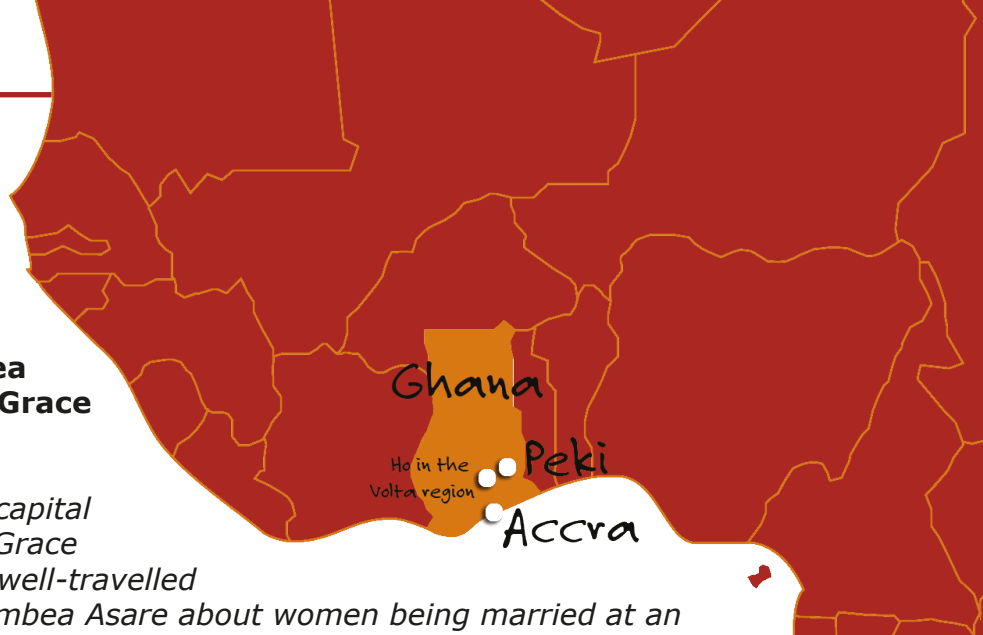 Ghana
Ho in the
Volta region
Peki
Accra
ea
Grace
capital
Grace
well-travelled
mbea Asare about women being married at an